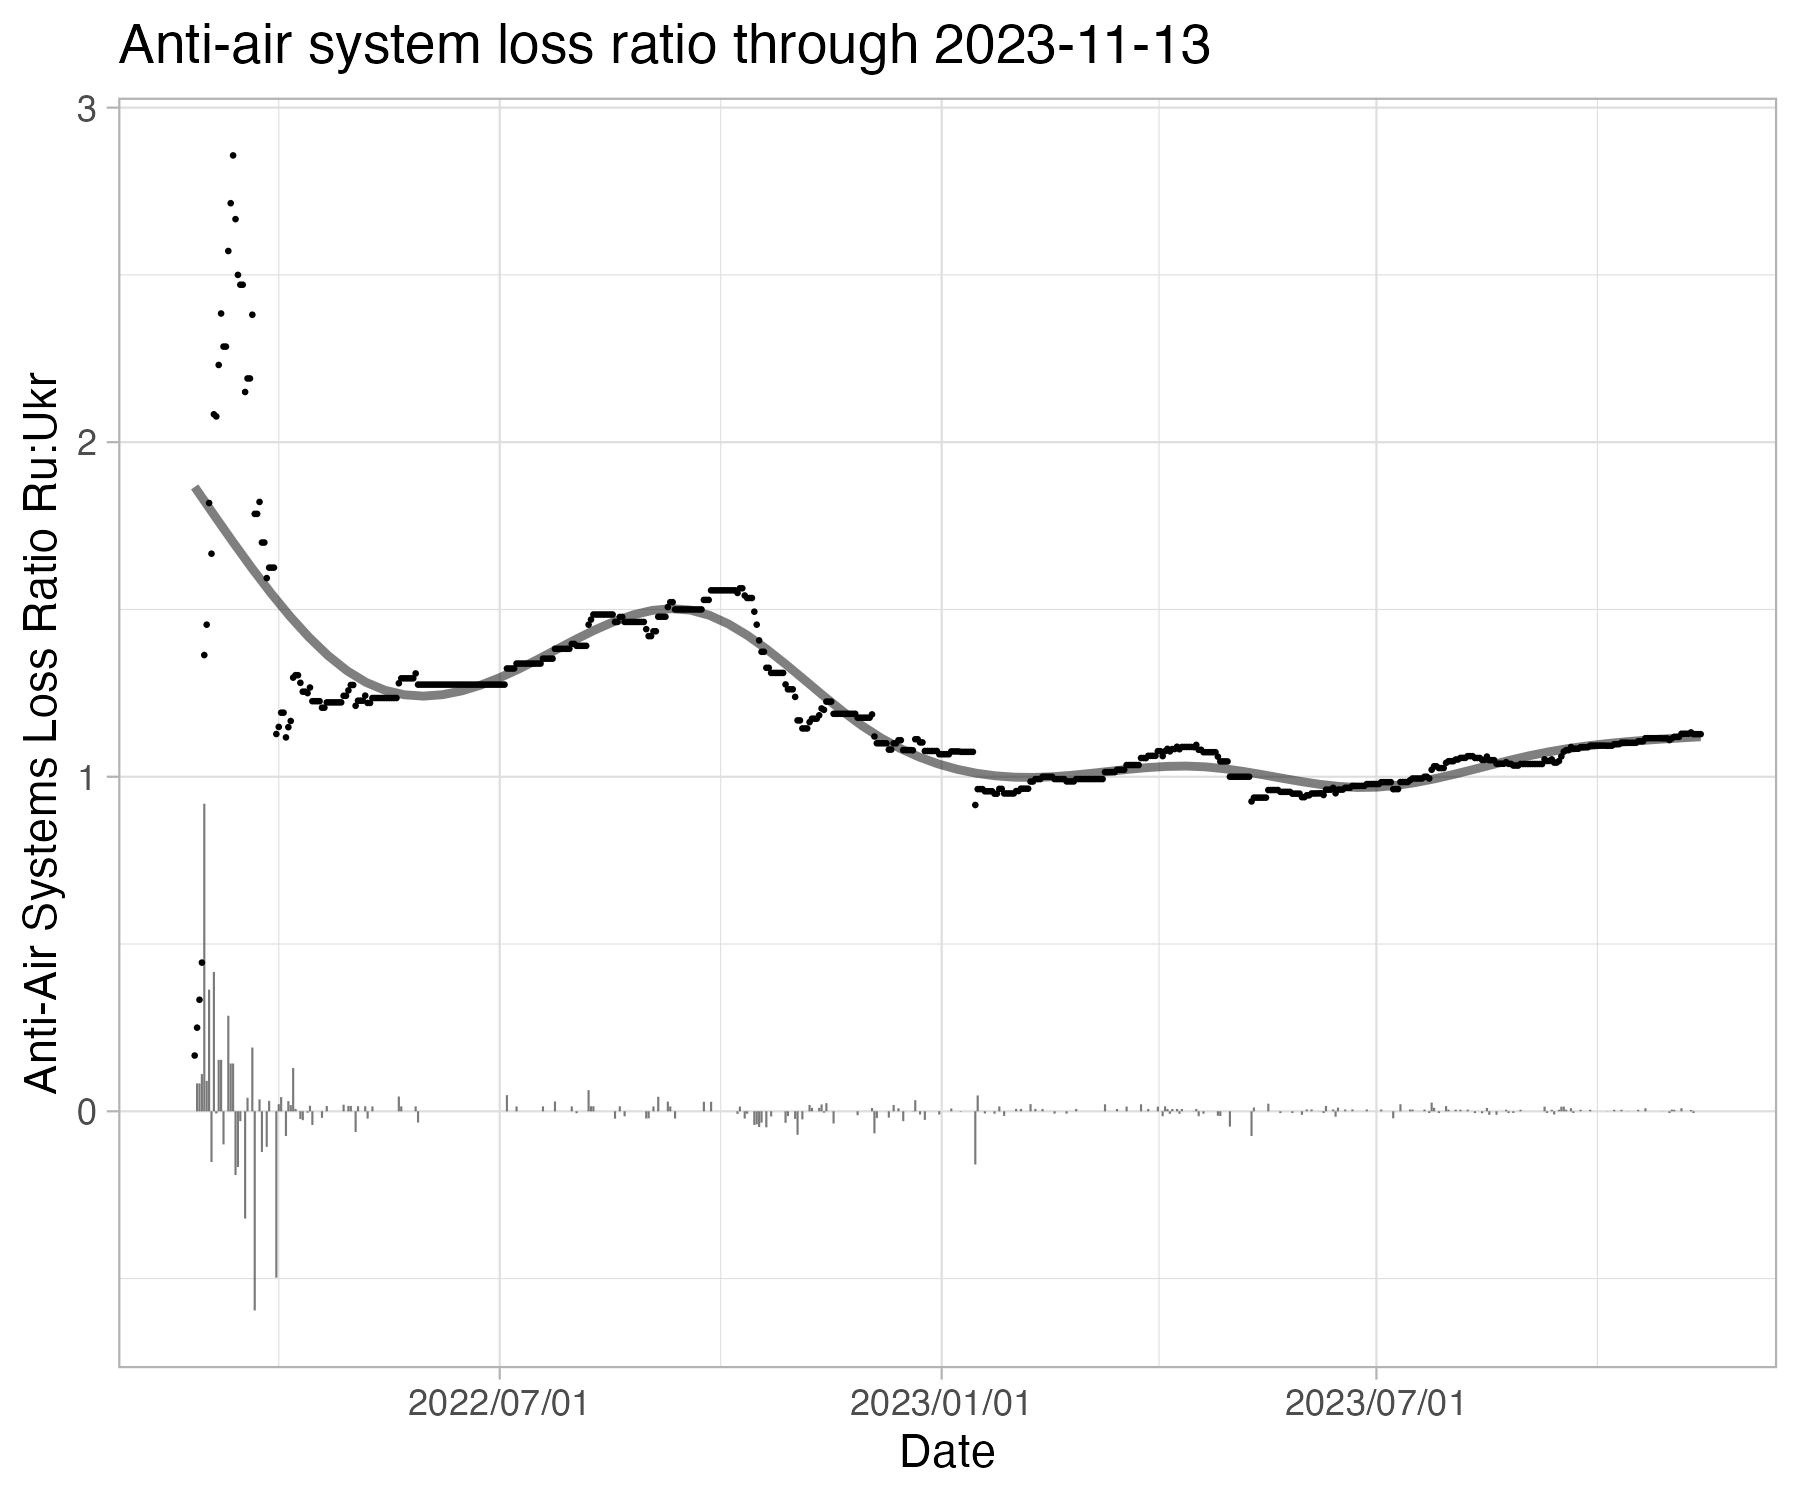 Anti-air system loss ratio through 2023-11-13
Anti-Air Systems Loss Ratio Ru:Ukr
3
2
1
0
2022/07/01
2023/01/01
2023/07/01
Date